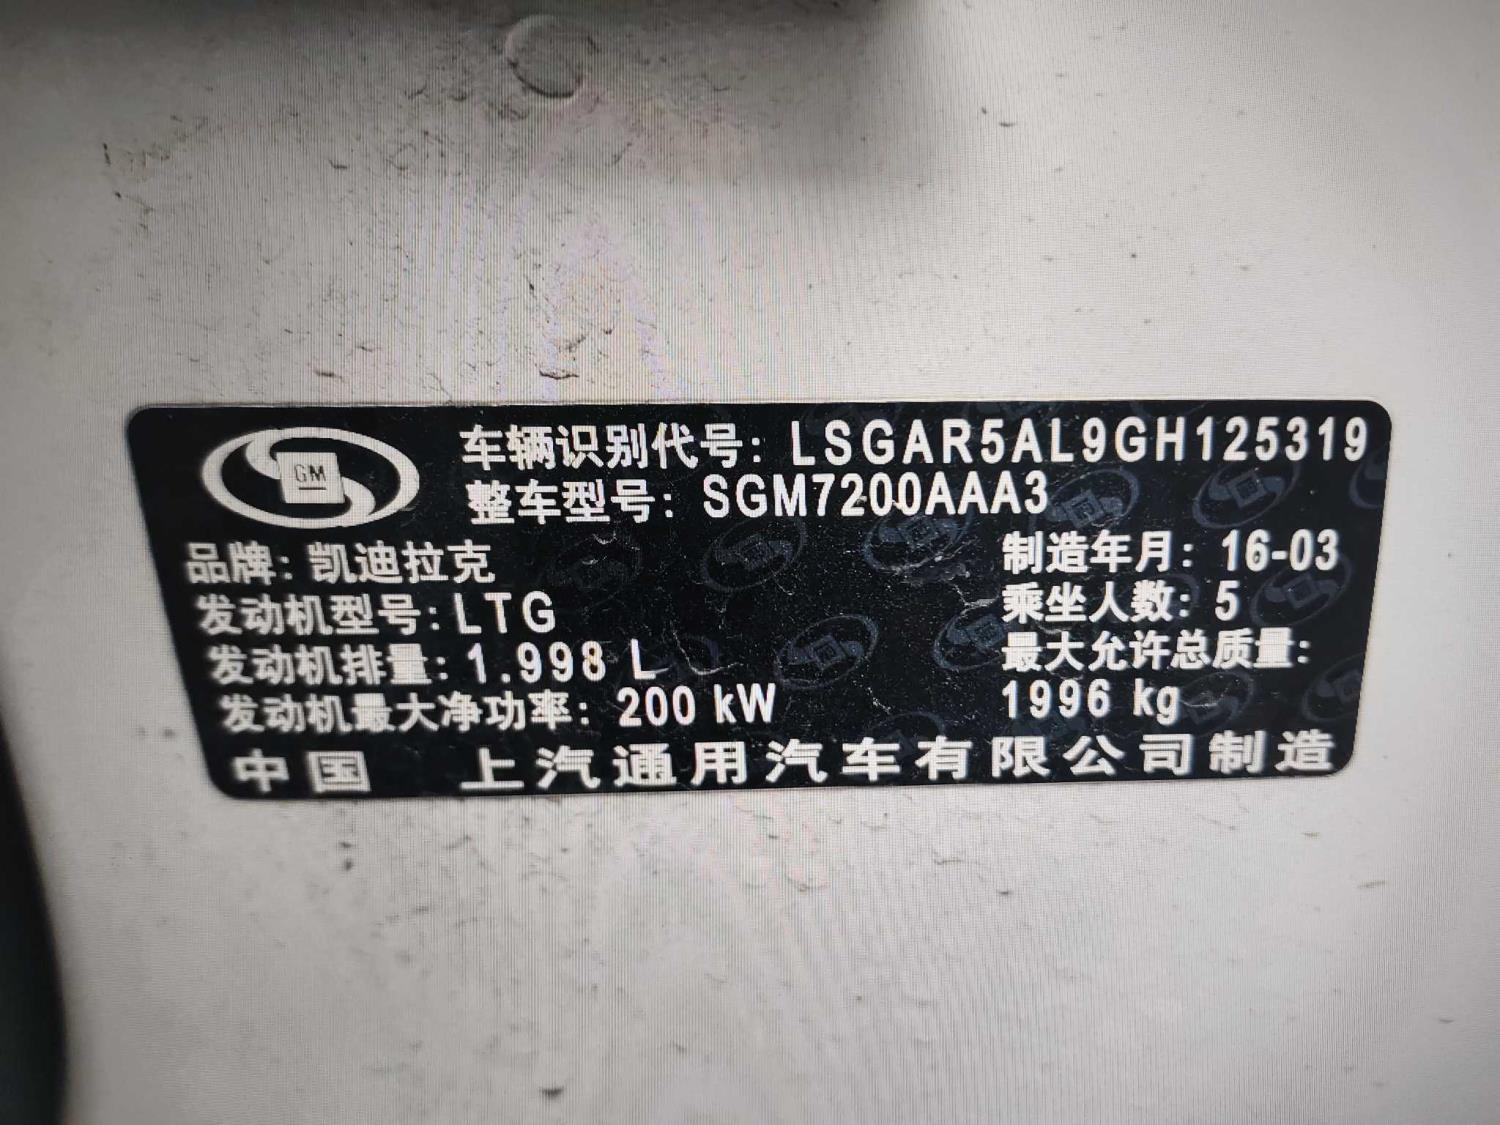 GM
车辆识别代号: LSGAR5AL9GH125319
整车型号: SGM7200AAA3
品牌: 凯迪拉克
制造年月: 16-03
发动机型号: LTG
乘坐人数: 5
发动机排量: 1.998 L
最大允许总质量:
1996 kg
发动机最大净功率: 200 kW
中国 上汽通用汽车有限公司制造